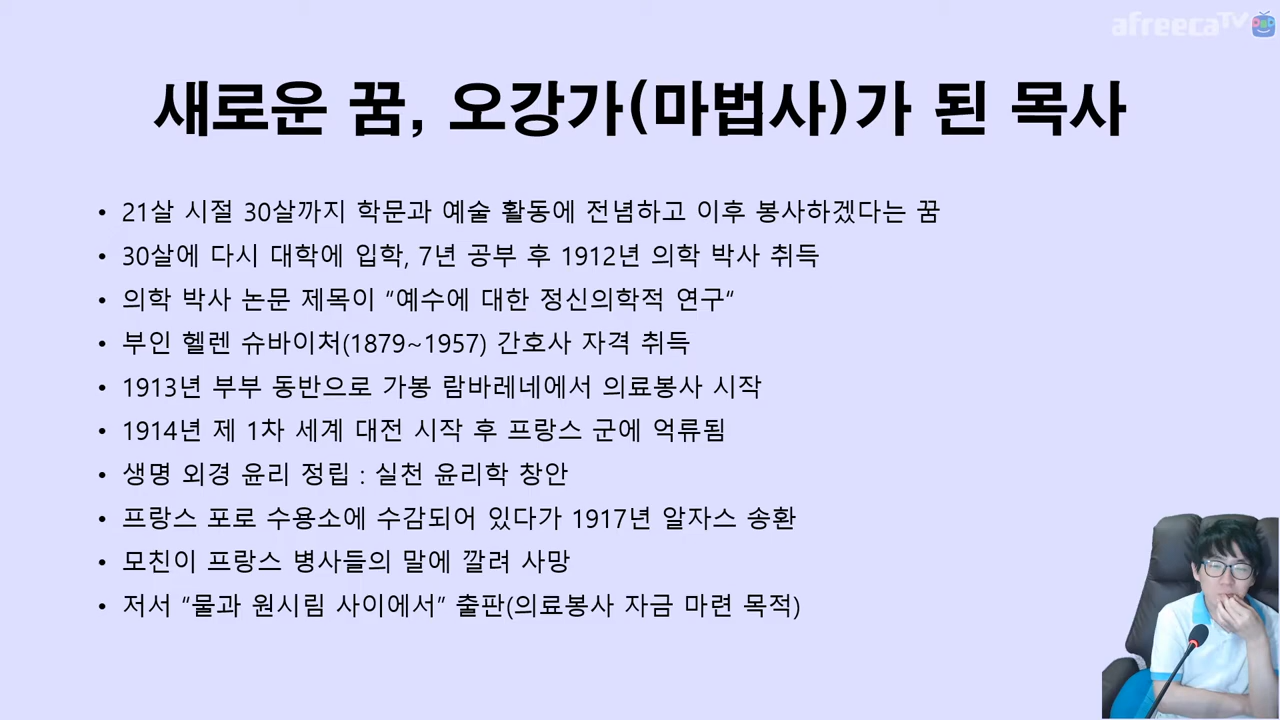 afreecaTV
새로운 꿈, 오강가(마법사)가 된 목사
• 21살 시절 30살까지 학문과 예술 활동에 전념하고 이후 봉사하겠다는 꿈
• 30살에 다시 대학에 입학, 7년 공부 후 1912년 의학 박사 취득
• 의학 박사 논문 제목이 “예수에 대한 정신의학적 연구“
• 부인 헬렌 슈바이처(1879~1957) 간호사 자격 취득
• 1913년 부부 동반으로 가봉 람바레네에서 의료봉사 시작
• 1914년 제 1차 세계 대전 시작 후 프랑스 군에 억류됨
• 생명 외경 윤리 정립 : 실천 윤리학 창안
• 프랑스 포로 수용소에 수감되어 있다가 1917년 알자스 송환
• 모친이 프랑스 병사들의 말에 깔려 사망
• 저서 “물과 원시림 사이에서” 출판(의료봉사 자금 마련 목적)